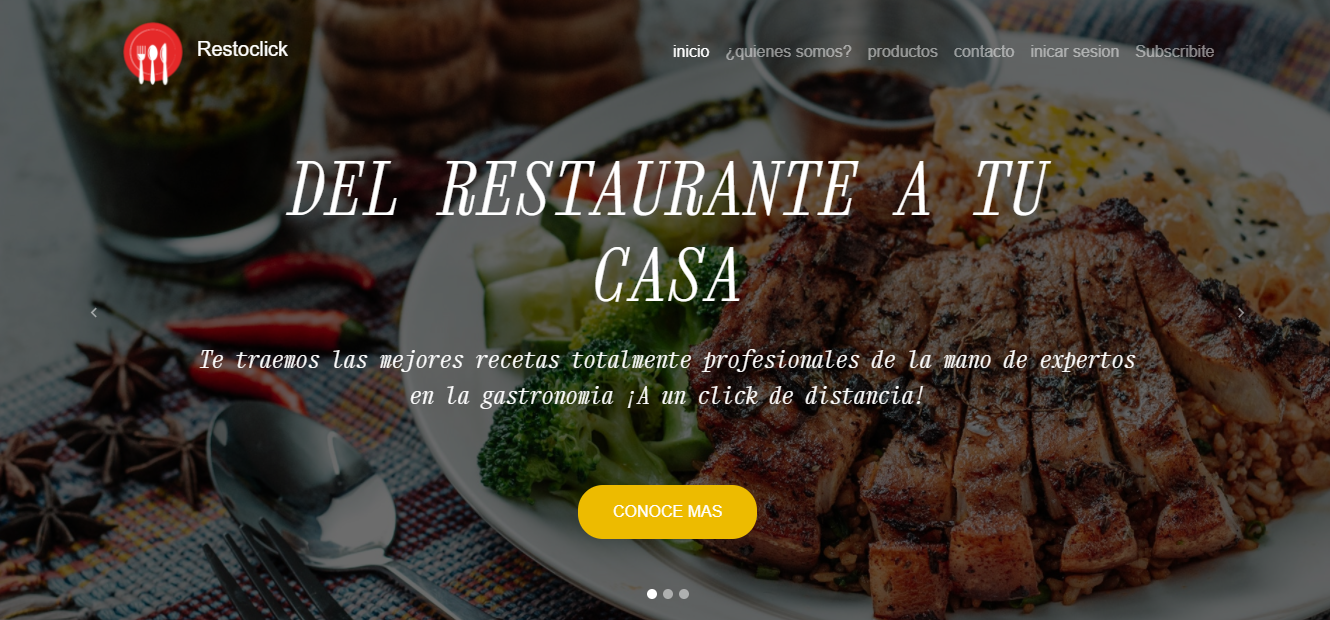 Restoclick
inicio ¿quienes somos? productos contacto inicar sesion Subscribite
DEL RESTAURANTE A TU
CASA
Te traemos las mejores recetas totalmente profesionales de la mano de expertos
en la gastronomia ¡A un click de distancia!
CONOCE MAS